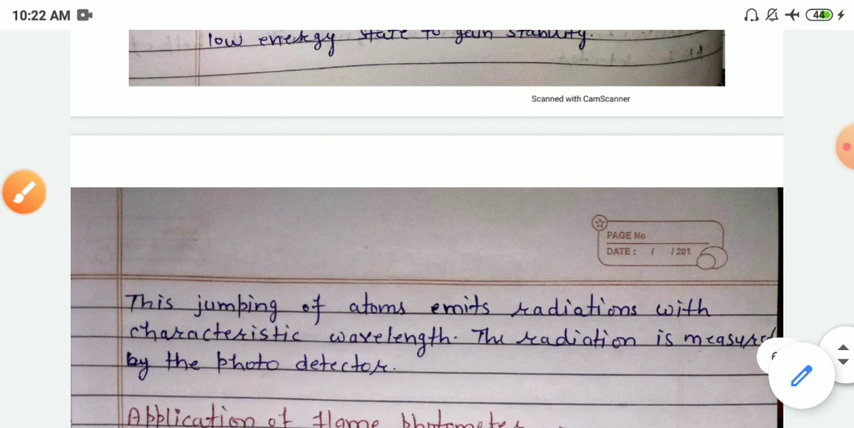 10:22 AM
44
low energy state to gain stability.
Scanned with CamScanner
PAGE No
DATE : / / 201
This jumping of atoms emits radiations with
characteristic wavelength. The radiation is measured
by the photo detector.
Application of flame photometer